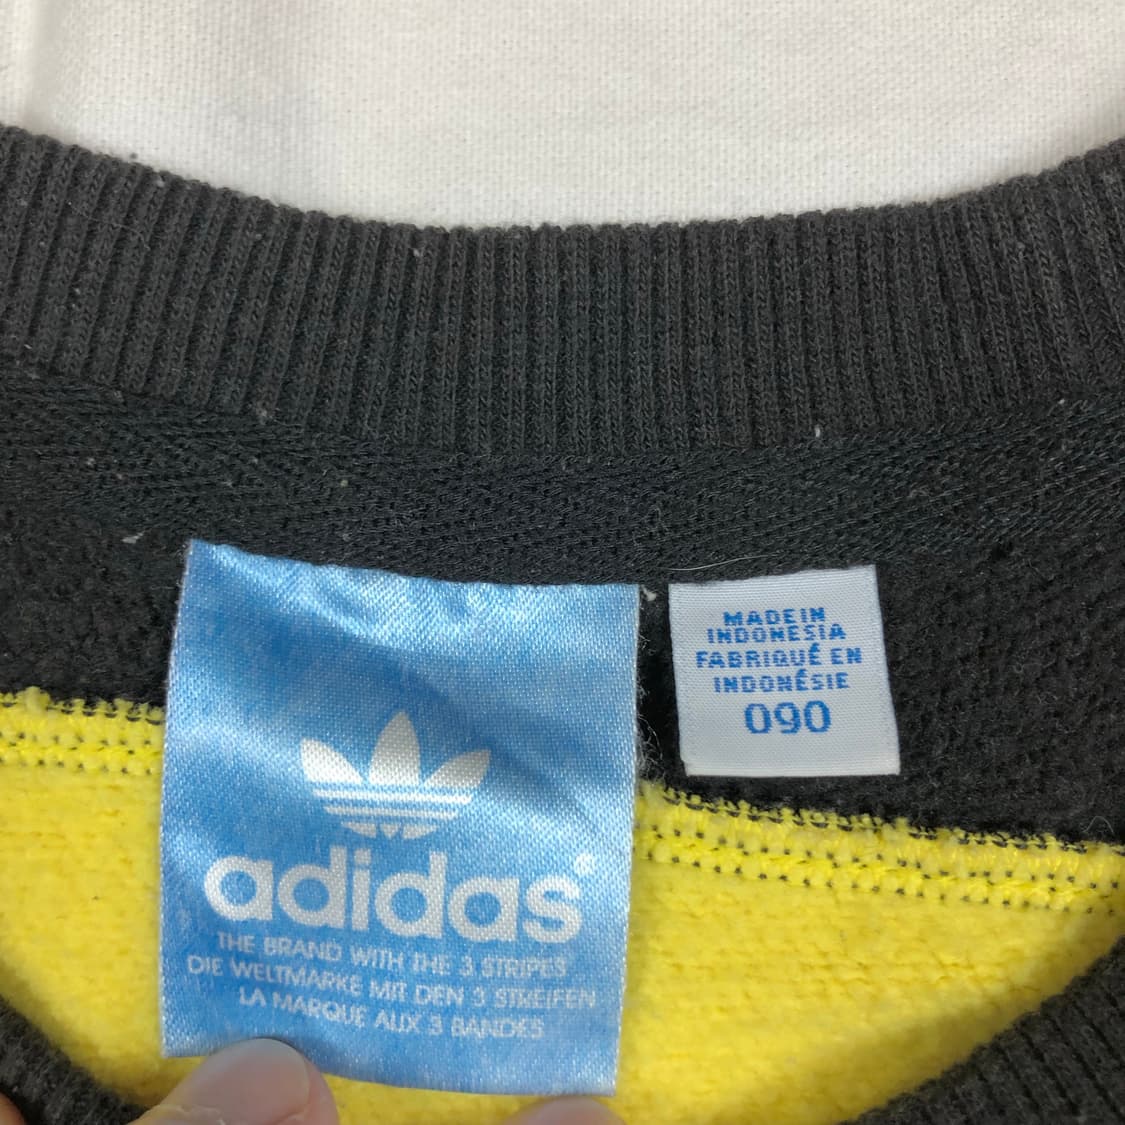 adidas®
THE BRAND WITH THE 3 STRIPES
DIE WELTMARKE MIT DEN 3 STREIFEN
LA MARQUE AUX 3 BANDES
MADE IN
INDONESIA
FABRIQUÉ EN
INDONÉSIE
090